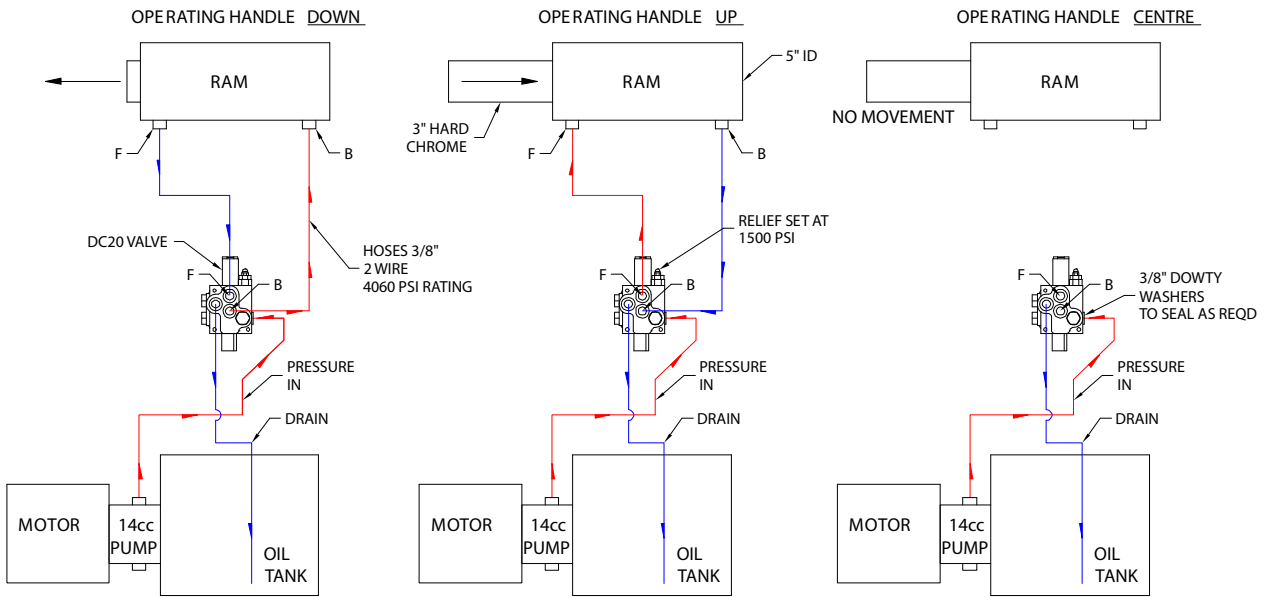 OPERATING HANDLE DOWN
RAM
F
B
DC20 VALVE
F
B
HOSES 3/8"
2 WIRE
4060 PSI RATING
PRESSURE
IN
DRAIN
MOTOR
14cc
PUMP
OIL
TANK
OPERATING HANDLE UP
RAM
5" ID
3" HARD
CHROME
F
B
RELIEF SET AT
1500 PSI
F
B
PRESSURE
IN
DRAIN
MOTOR
14cc
PUMP
OIL
TANK
OPERATING HANDLE CENTRE
RAM
NO MOVEMENT
F
B
3/8" DOWTY
WASHERS
TO SEAL AS REQD
PRESSURE
IN
DRAIN
MOTOR
14cc
PUMP
OIL
TANK